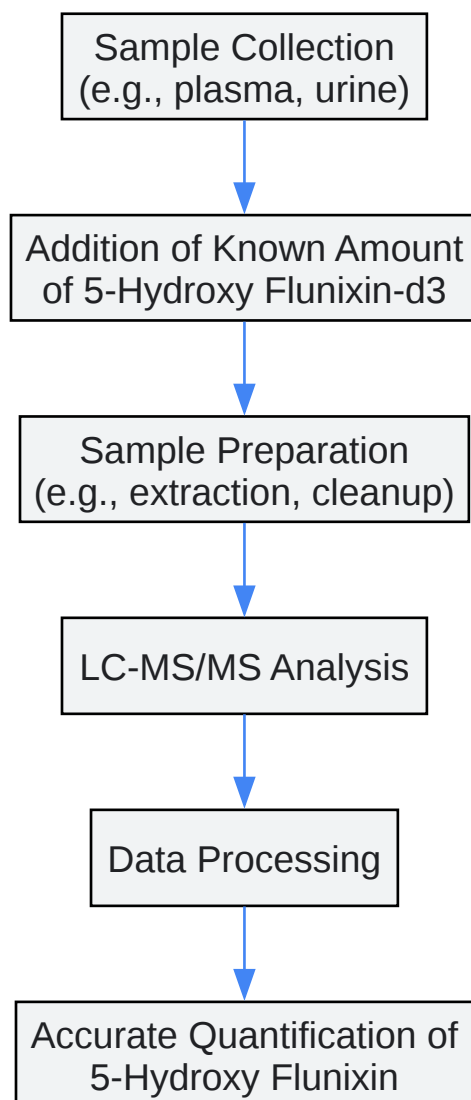 Sample Collection
(e.g., plasma, urine)
Addition of Known Amount
of 5-Hydroxy Flunixin-d3
Sample Preparation
(e.g., extraction, cleanup)
LC-MS/MS Analysis
Data Processing
Accurate Quantification of
5-Hydroxy Flunixin